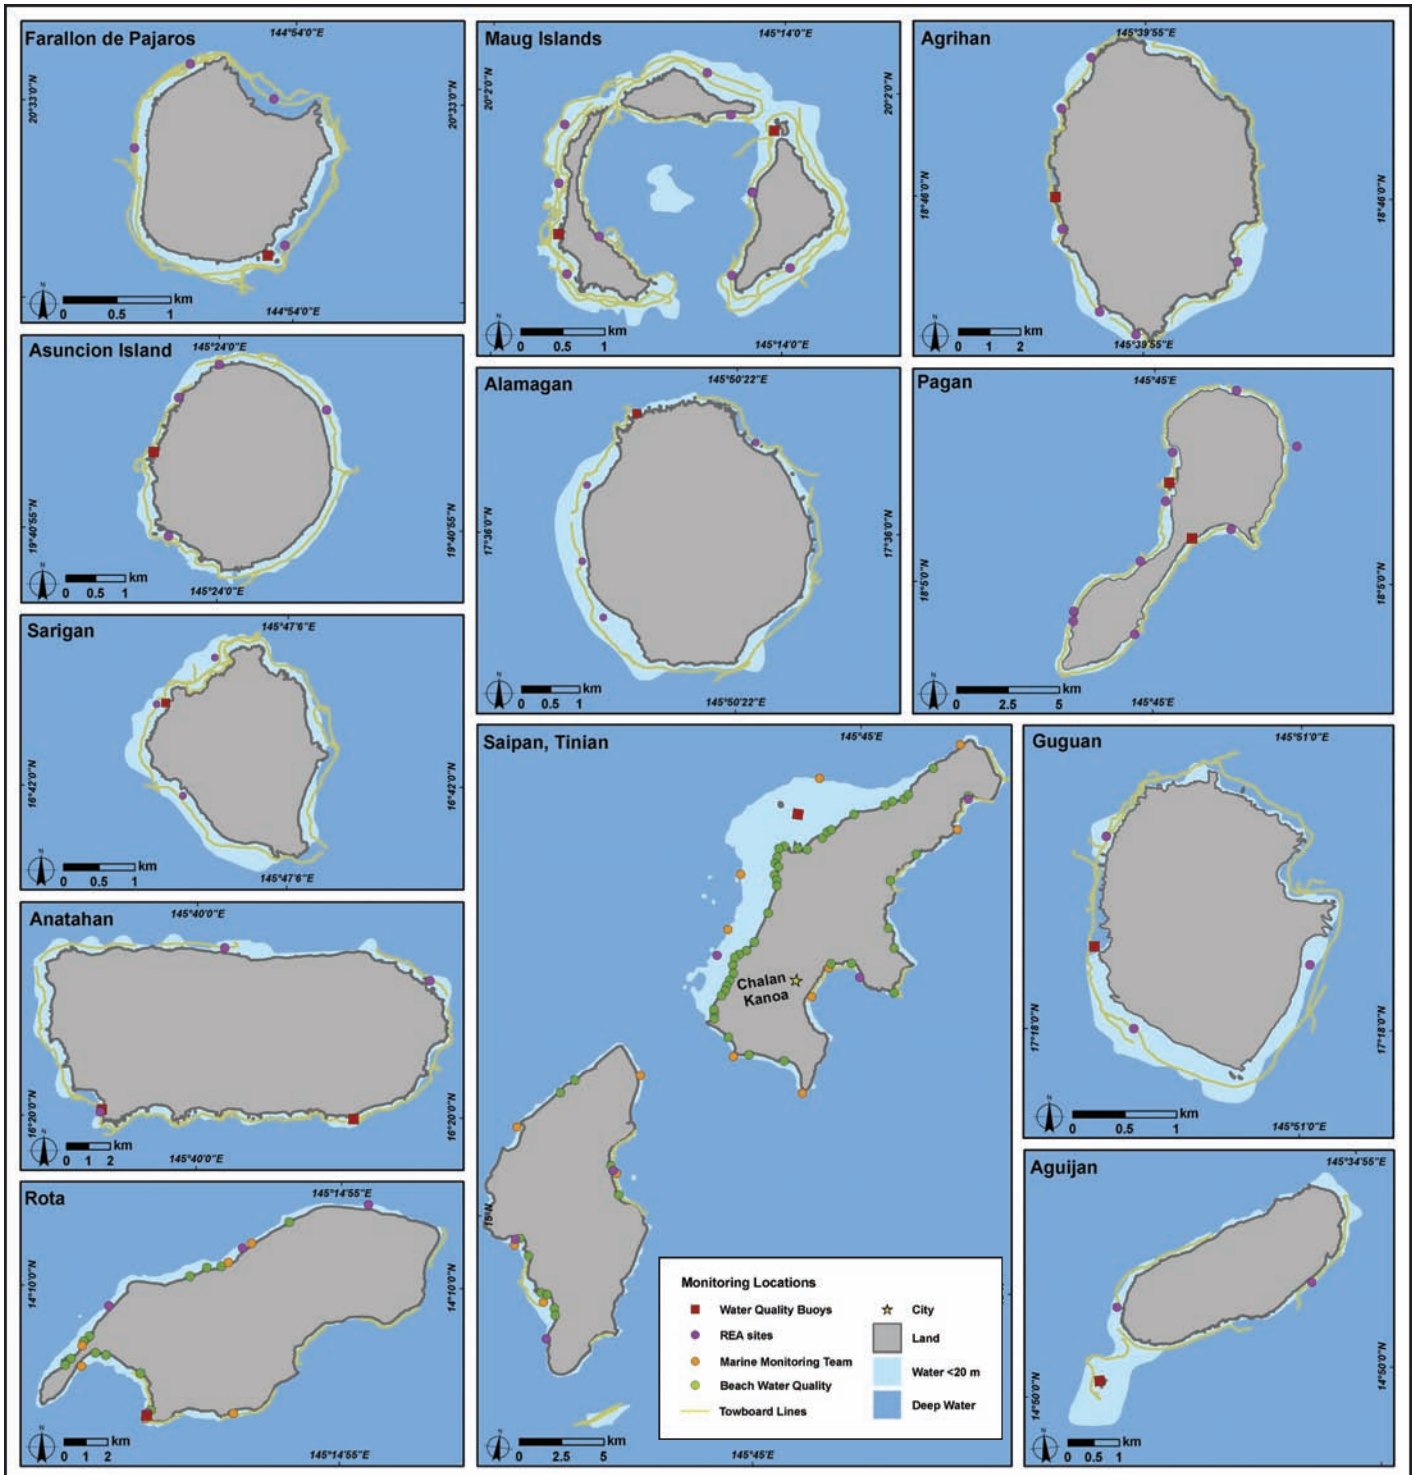 Farallon de Pajaros
144°54'0"E
20°33'0"N
20°33'0"N
N
km
0 0.5 1
144°54'0"E
Maug Islands
145°14'0"E
20°2'0"N
20°2'0"N
N
km
0 0.5 1
145°14'0"E
Agrihan
145°39'55"E
18°46'0"N
18°46'0"N
N
km
0 1 2
145°39'55"E
Asuncion Island
145°24'0"E
19°40'55"N
19°40'55"N
N
km
0 0.5 1
145°24'0"E
Alamagan
145°50'22"E
17°36'0"N
17°36'0"N
N
km
0 0.5 1
145°50'22"E
Pagan
145°45'E
18°5'0"N
18°5'0"N
N
km
0 2.5 5
145°45'E
Sarigan
145°47'6"E
16°42'0"N
16°42'0"N
N
km
0 0.5 1
145°47'6"E
Saipan, Tinian
145°45'E
Chalan
Kanoa
15°N
N
km
0 2.5 5
145°45'E
Guguan
145°51'0"E
17°18'0"N
17°18'0"N
N
km
0 0.5 1
145°51'0"E
Anatahan
145°40'0"E
16°20'0"N
16°20'0"N
N
km
0 1 2
145°40'0"E
Rota
145°14'55"E
14°10'0"N
14°10'0"N
N
km
0 1 2
145°14'55"E
Monitoring Locations
Water Quality Buoys
REA sites
Marine Monitoring Team
Beach Water Quality
Towboard Lines
City
Land
Water <20 m
Deep Water
Aguijan
145°34'55"E
14°50'0"N
14°50'0"N
N
km
0 0.5 1